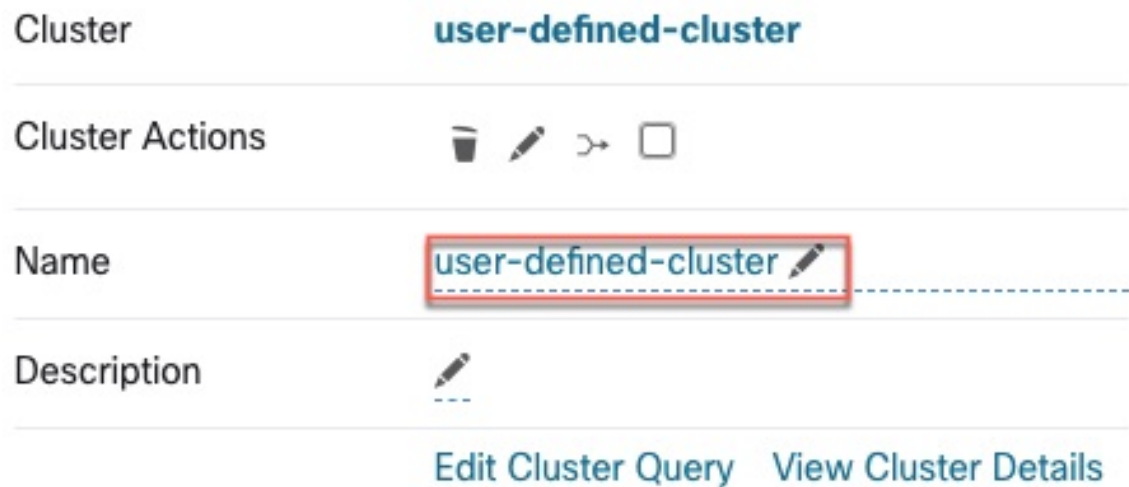 Cluster user-defined-cluster
Cluster Actions
Name user-defined-cluster
Description
Edit Cluster Query View Cluster Details